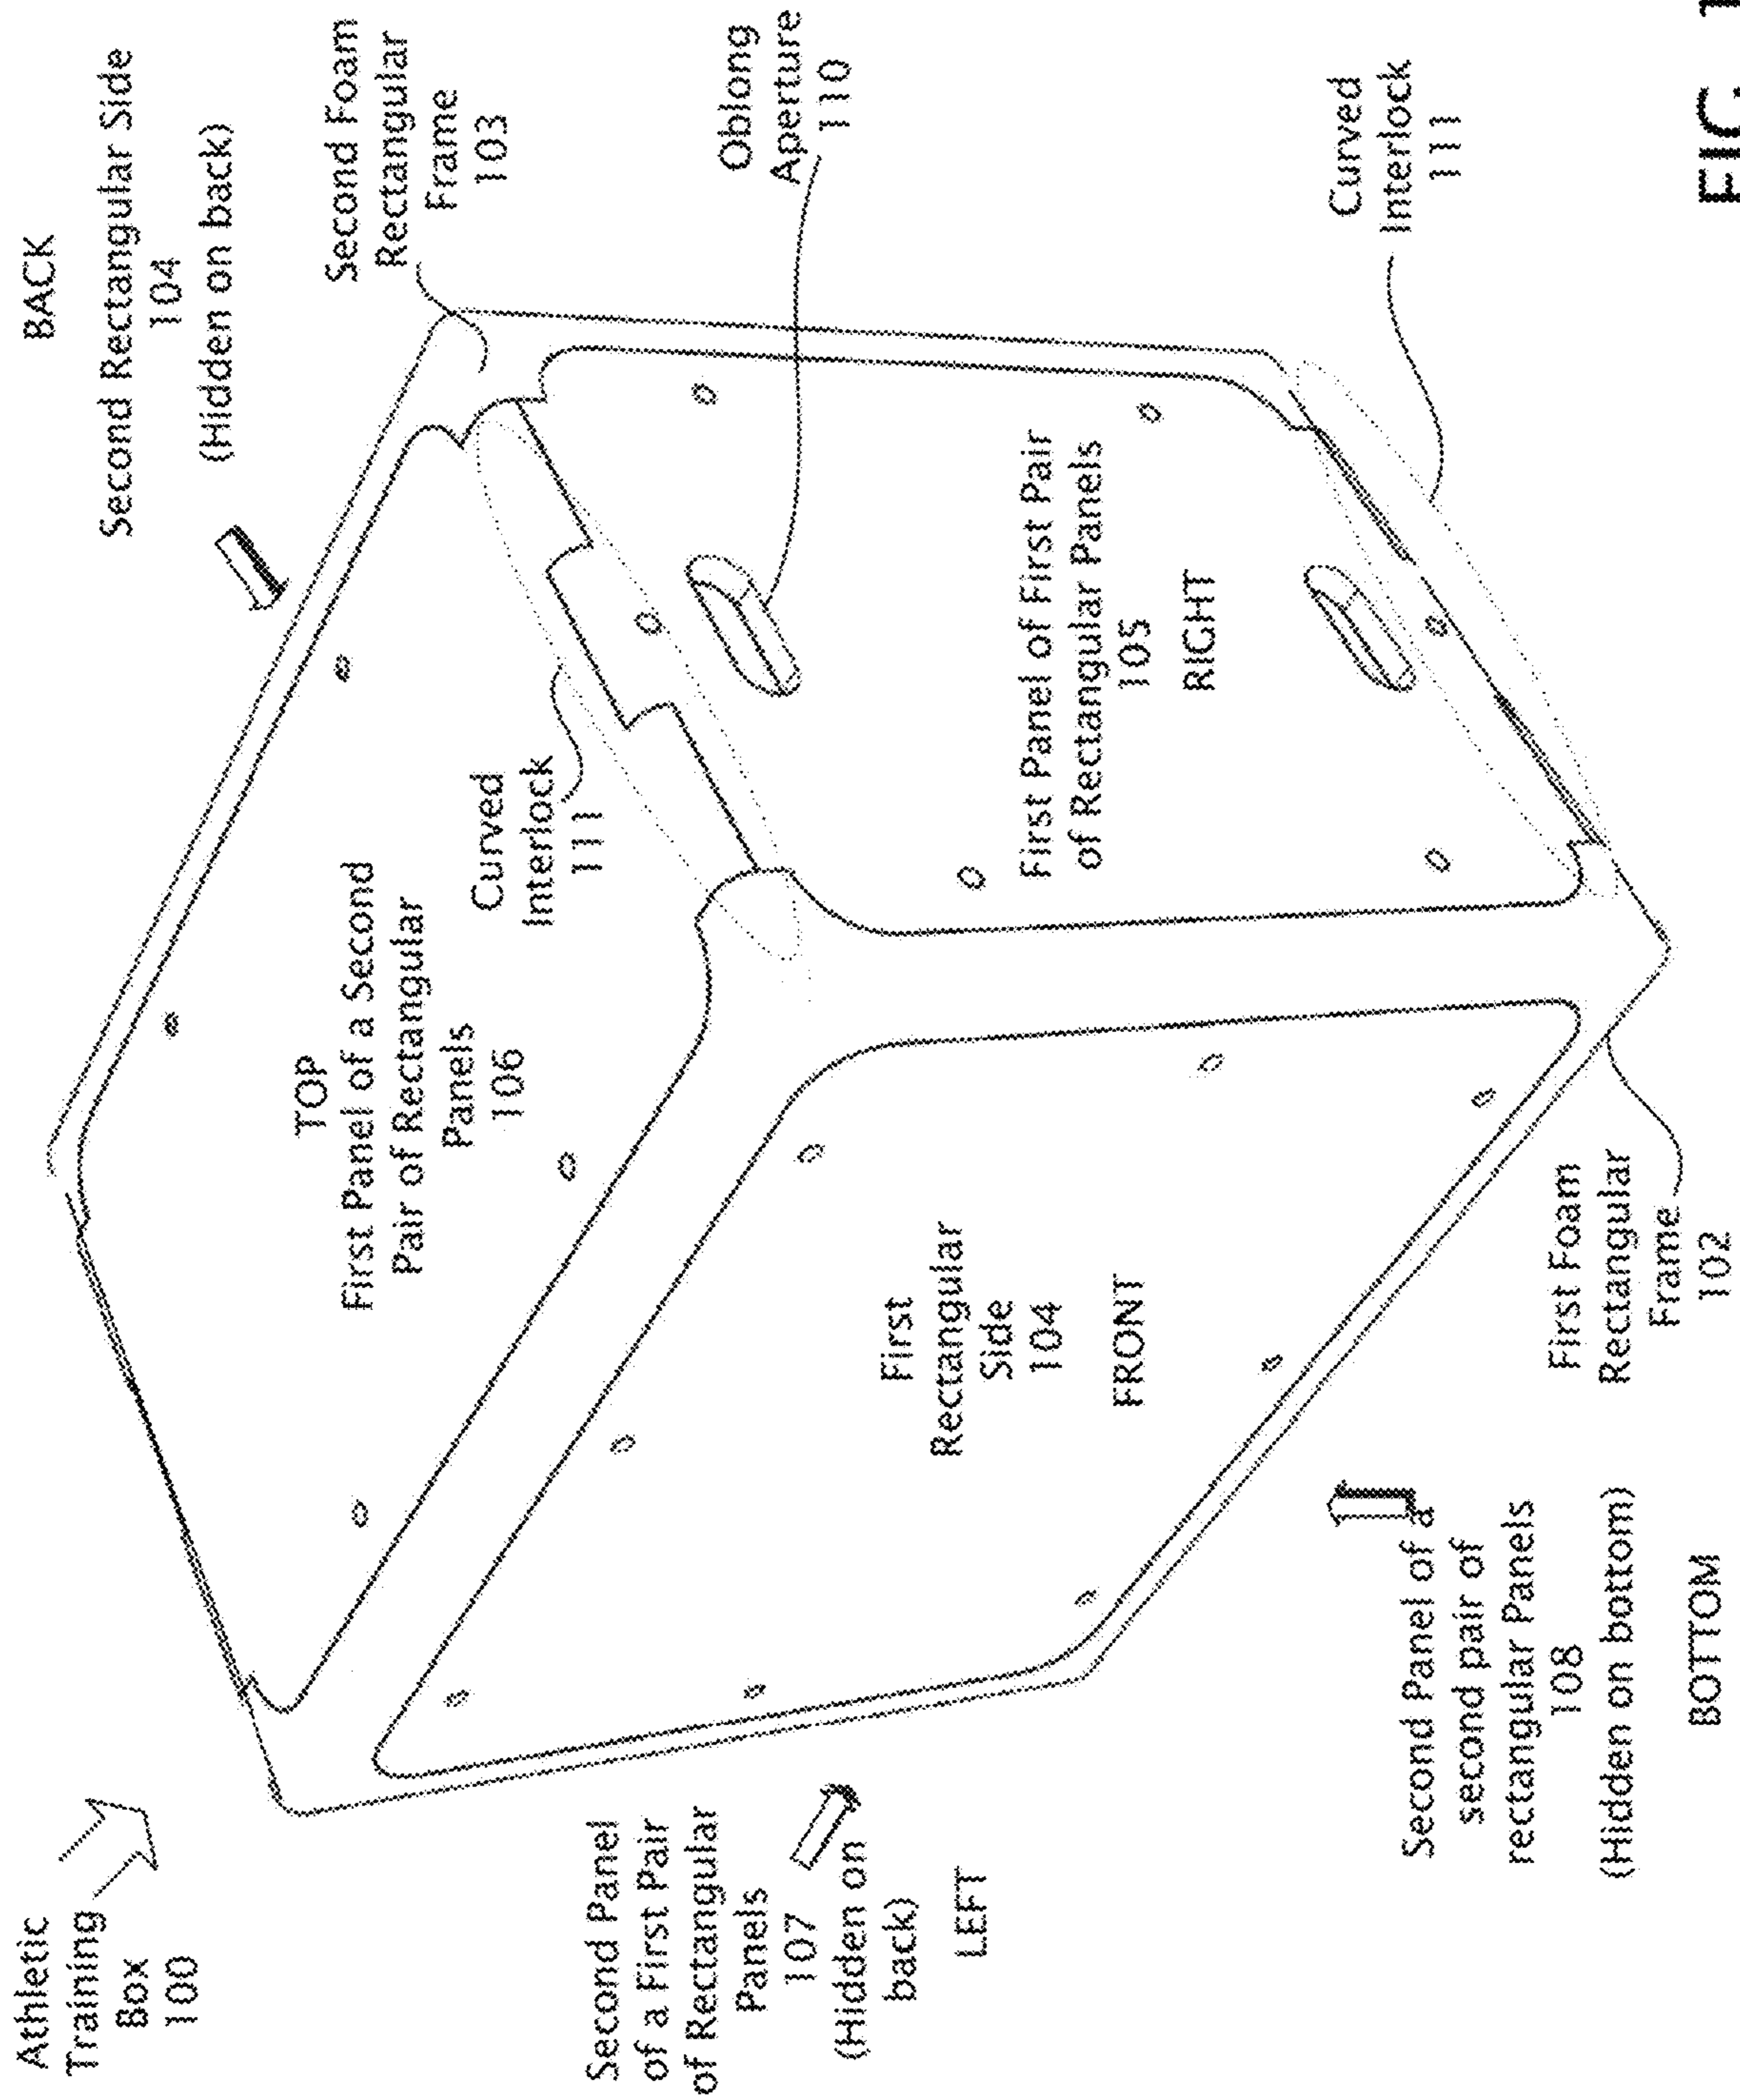 Athletic
Training
Box
100
BACK
Second Rectangular Side
104
(Hidden on back)
Second Foam
Rectangular
Frame
103
TOP
First Panel of a Second
Pair of Rectangular
Panels
106
Curved
Interlock
111
Oblong
Aperture
110
Second Panel
of a First Pair
of Rectangular
Panels
107
(Hidden on
back)
LEFT
First
Rectangular
Side
104
FRONT
First Panel of First Pair
of Rectangular Panels
105
RIGHT
Curved
Interlock
111
Second Panel of a
second pair of
rectangular Panels
108
(Hidden on bottom)
BOTTOM
First Foam
Rectangular
Frame
102
FIG. 1